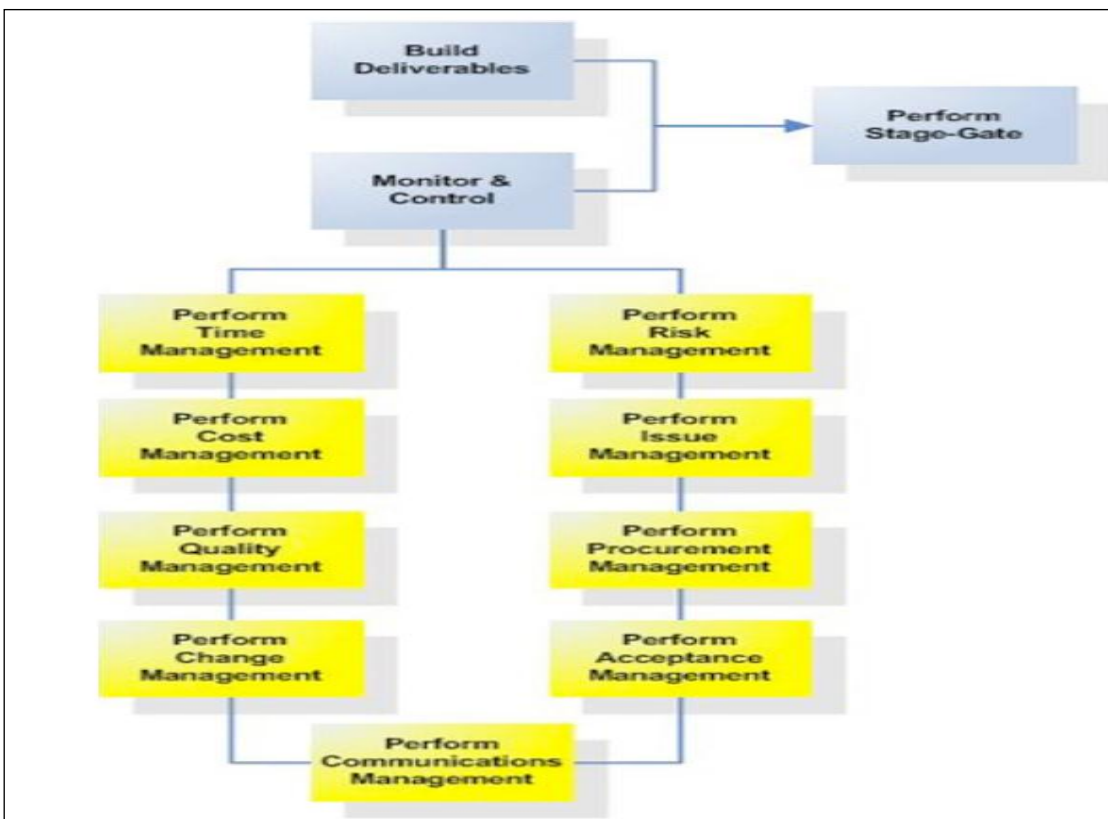 Build
Deliverables
Perform
Stage-Gate
Monitor &
Control
Perform
Time
Management
Perform
Risk
Management
Perform
Cost
Management
Perform
Issue
Management
Perform
Quality
Management
Perform
Procurement
Management
Perform
Change
Management
Perform
Acceptance
Management
Perform
Communications
Management